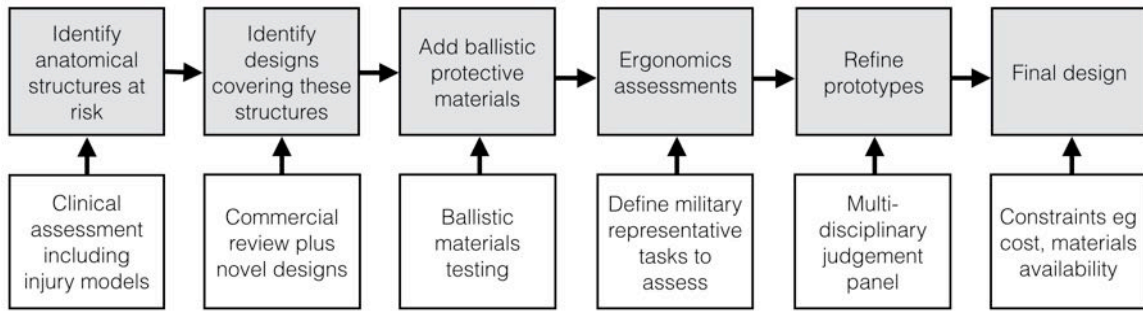 Identify
anatomical
structures at
risk
Identify
designs
covering these
structures
Add ballistic
protective
materials
Ergonomics
assessments
Refine
prototypes
Final design
Clinical
assessment
including
injury models
Commercial
review plus
novel designs
Ballistic
materials
testing
Define military
representative
tasks to
assess
Multi-
disciplinary
judgement
panel
Constraints eg
cost, materials
availability